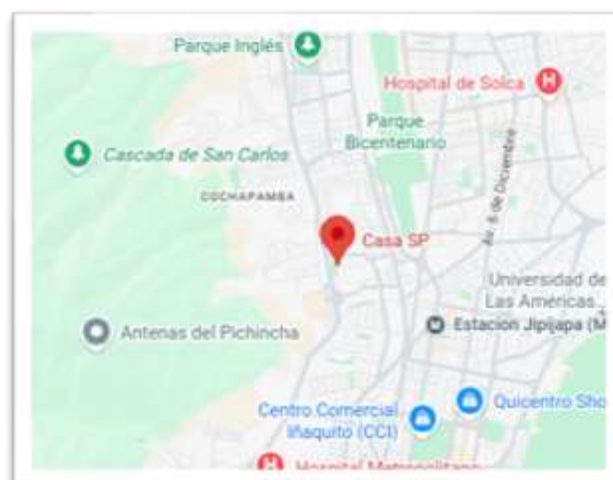 Parque Inglés
Hospital de Solca
Parque
Bicentenario
Cascada de San Carlos
Av. 6 de Diciembre
COCHAPAMBA
Casa SP
Universidad de
Las Américas
Antenas del Pichincha
Estacion Jipijapa (M
Centro Comercial
Iñaquito (CCI)
Quicentro Sho
Hospital Metropolitano